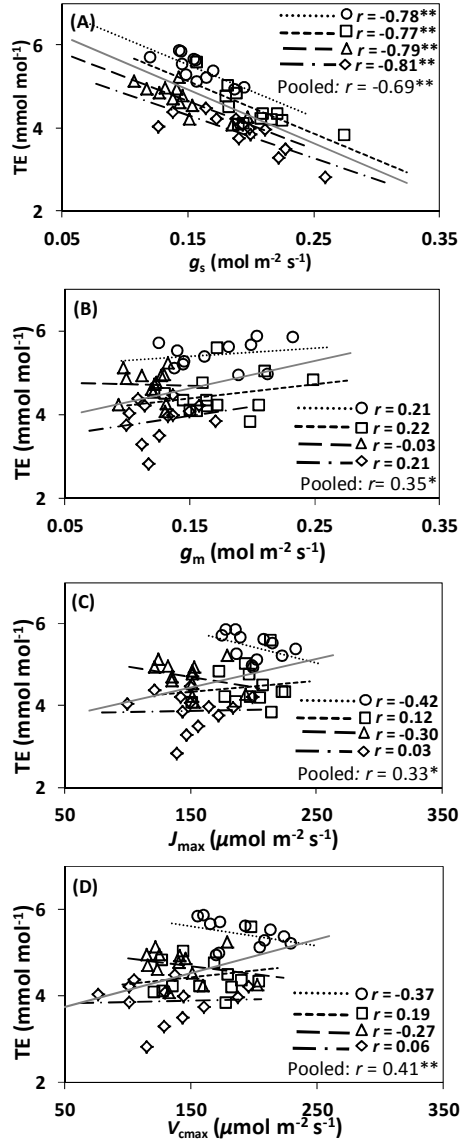 (A)
r = -0.78**
r = -0.77**
r = -0.79**
r = -0.81**
Pooled: r = -0.69**
6
4
2
TE (mmol mol-1)
0.05 0.15 0.25 0.35
gs (mol m-2 s-1)
(B)
8
6
4
2
TE (mmol mol-1)
r = 0.21
r = 0.22
r = -0.03
r = 0.21
Pooled: r= 0.35*
0.05 0.15 0.25 0.35
gm (mol m-2 s-1)
(C)
8
6
4
2
TE (mmol mol-1)
r = -0.42
r = 0.12
r = -0.30
r = 0.03
Pooled: r = 0.33*
50 150 250 350
Jmax (μmol m-2 s-1)
(D)
8
6
4
2
TE (mmol mol-1)
r = -0.37
r = 0.19
r = -0.27
r = 0.06
Pooled: r = 0.41**
50 150 250 350
Vcmax (μmol m-2 s-1)